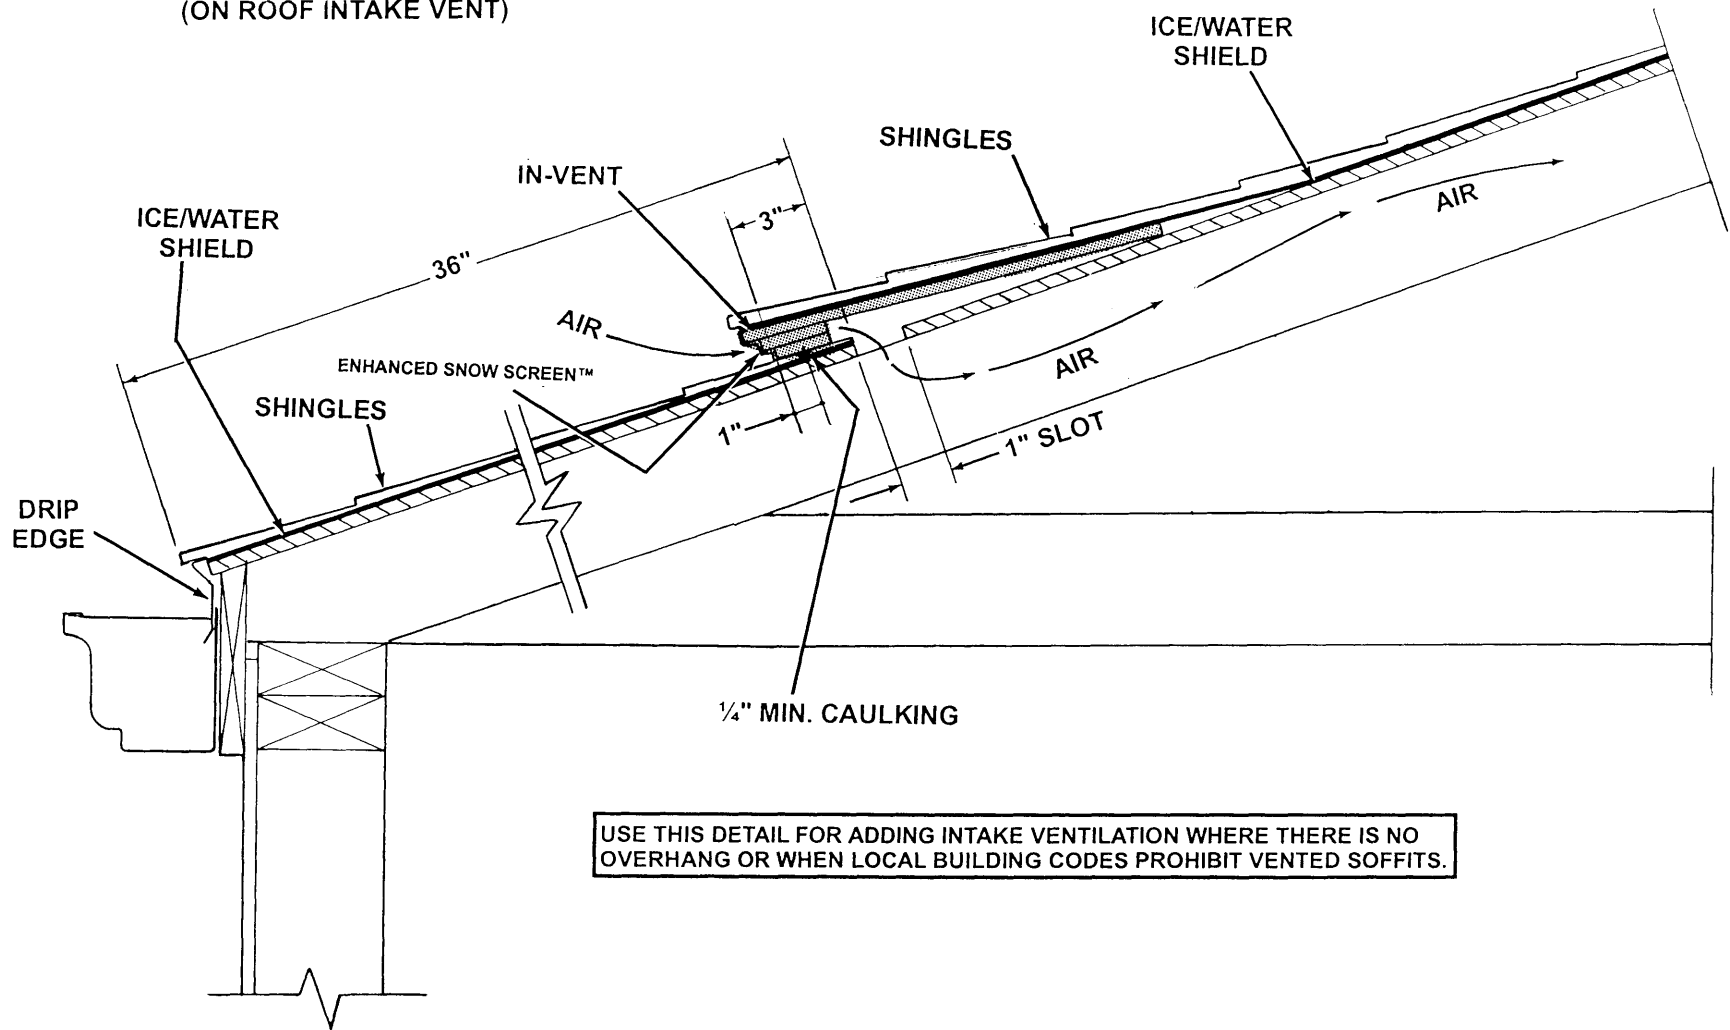 (ON ROOF INTAKE VENT)
ICE/WATER
SHIELD
SHINGLES
IN-VENT
3"
ICE/WATER
SHIELD
36"
AIR
AIR
ENHANCED SNOW SCREEN™
AIR
SHINGLES
1"
1" SLOT
DRIP
EDGE
¼" MIN. CAULKING
USE THIS DETAIL FOR ADDING INTAKE VENTILATION WHERE THERE IS NO
OVERHANG OR WHEN LOCAL BUILDING CODES PROHIBIT VENTED SOFFITS.